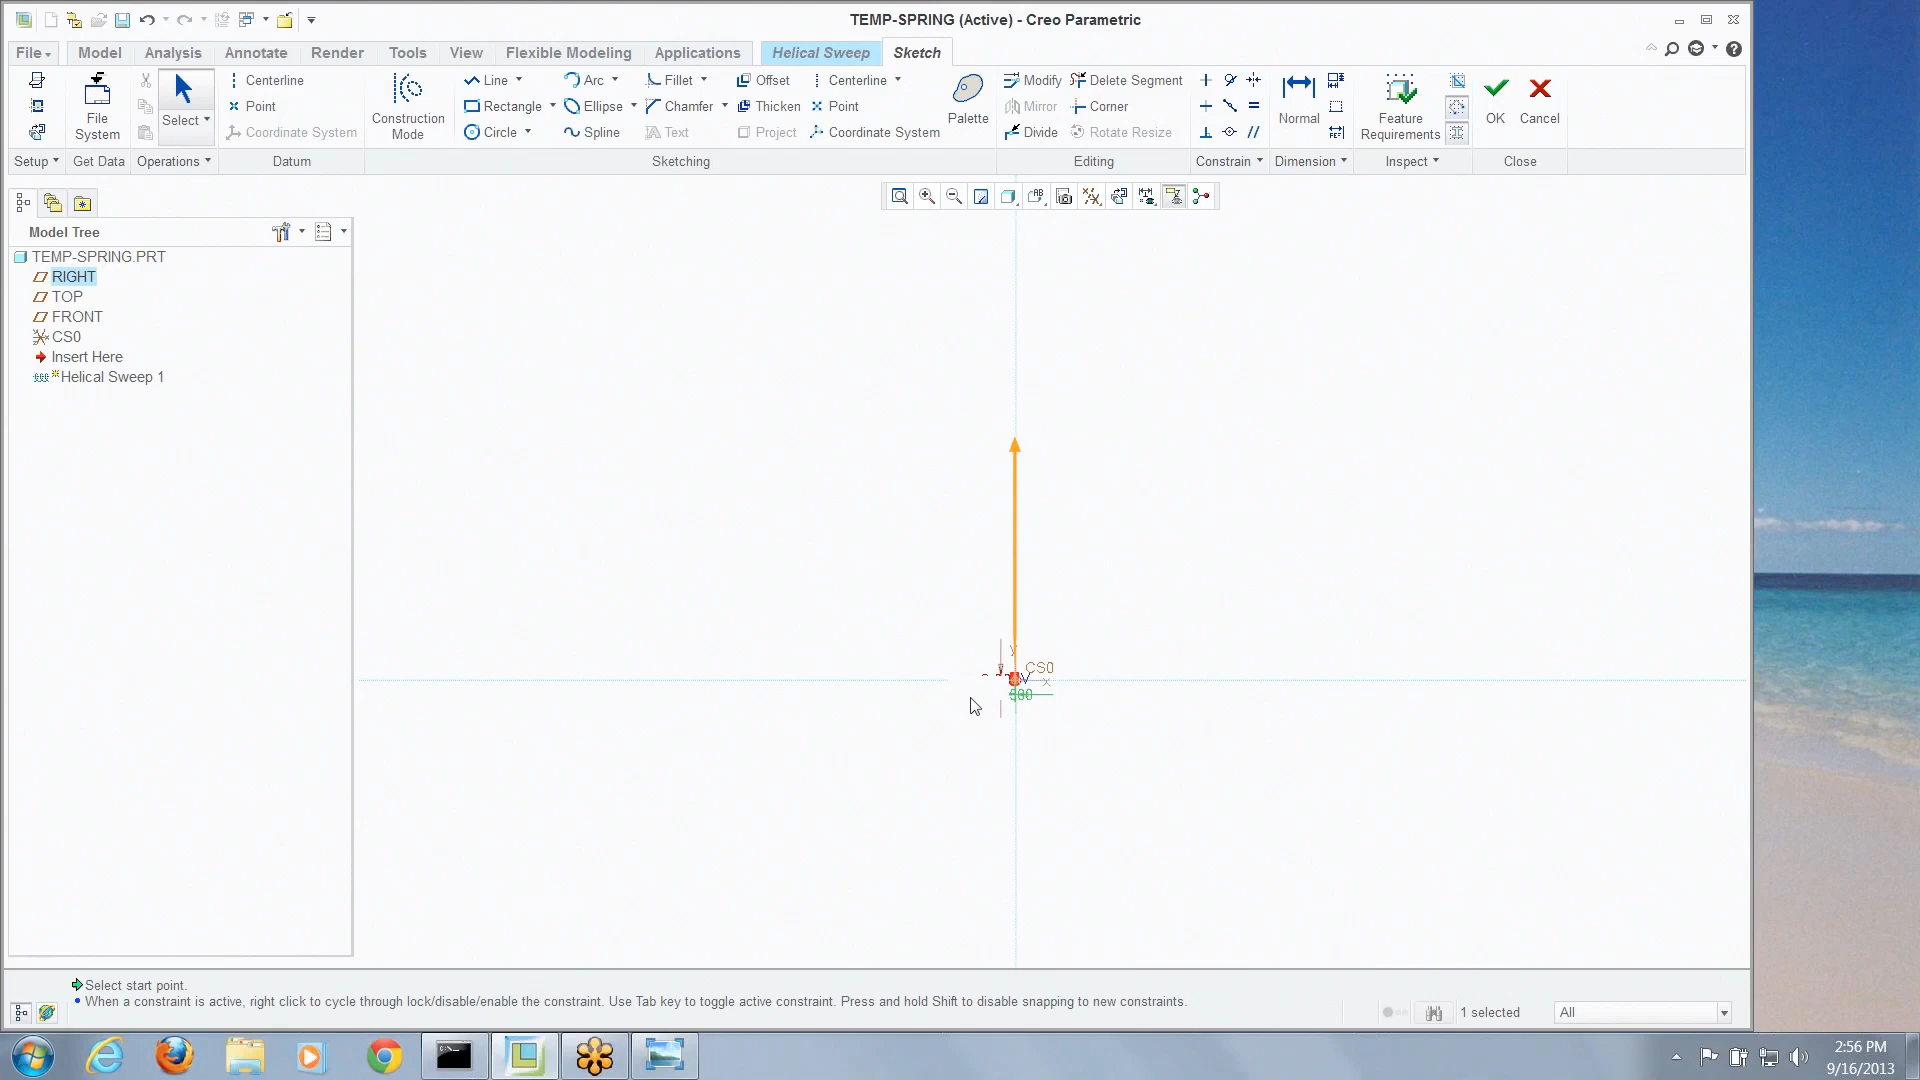 TEMP-SPRING (Active) - Creo Parametric
File Model Analysis Annotate Render Tools View Flexible Modeling Applications Helical Sweep Sketch
Centerline Line Arc Fillet Offset Centerline Modify Delete Segment
Point Rectangle Ellipse Chamfer Thicken Point Mirror Corner
Coordinate System Circle Spline Text Project Coordinate System Divide Rotate Resize
File System Select Construction Mode Palette Normal Feature Requirements OK Cancel
Setup Get Data Operations Datum Sketching Editing Constrain Dimension Inspect Close
Model Tree
TEMP-SPRING.PRT
RIGHT
TOP
FRONT
CS0
Insert Here
Helical Sweep 1
y
CS0
V
x
Select start point.
When a constraint is active, right click to cycle through lock/disable/enable the constraint. Use Tab key to toggle active constraint. Press and hold Shift to disable snapping to new constraints.
1 selected All
2:56 PM
9/16/2013